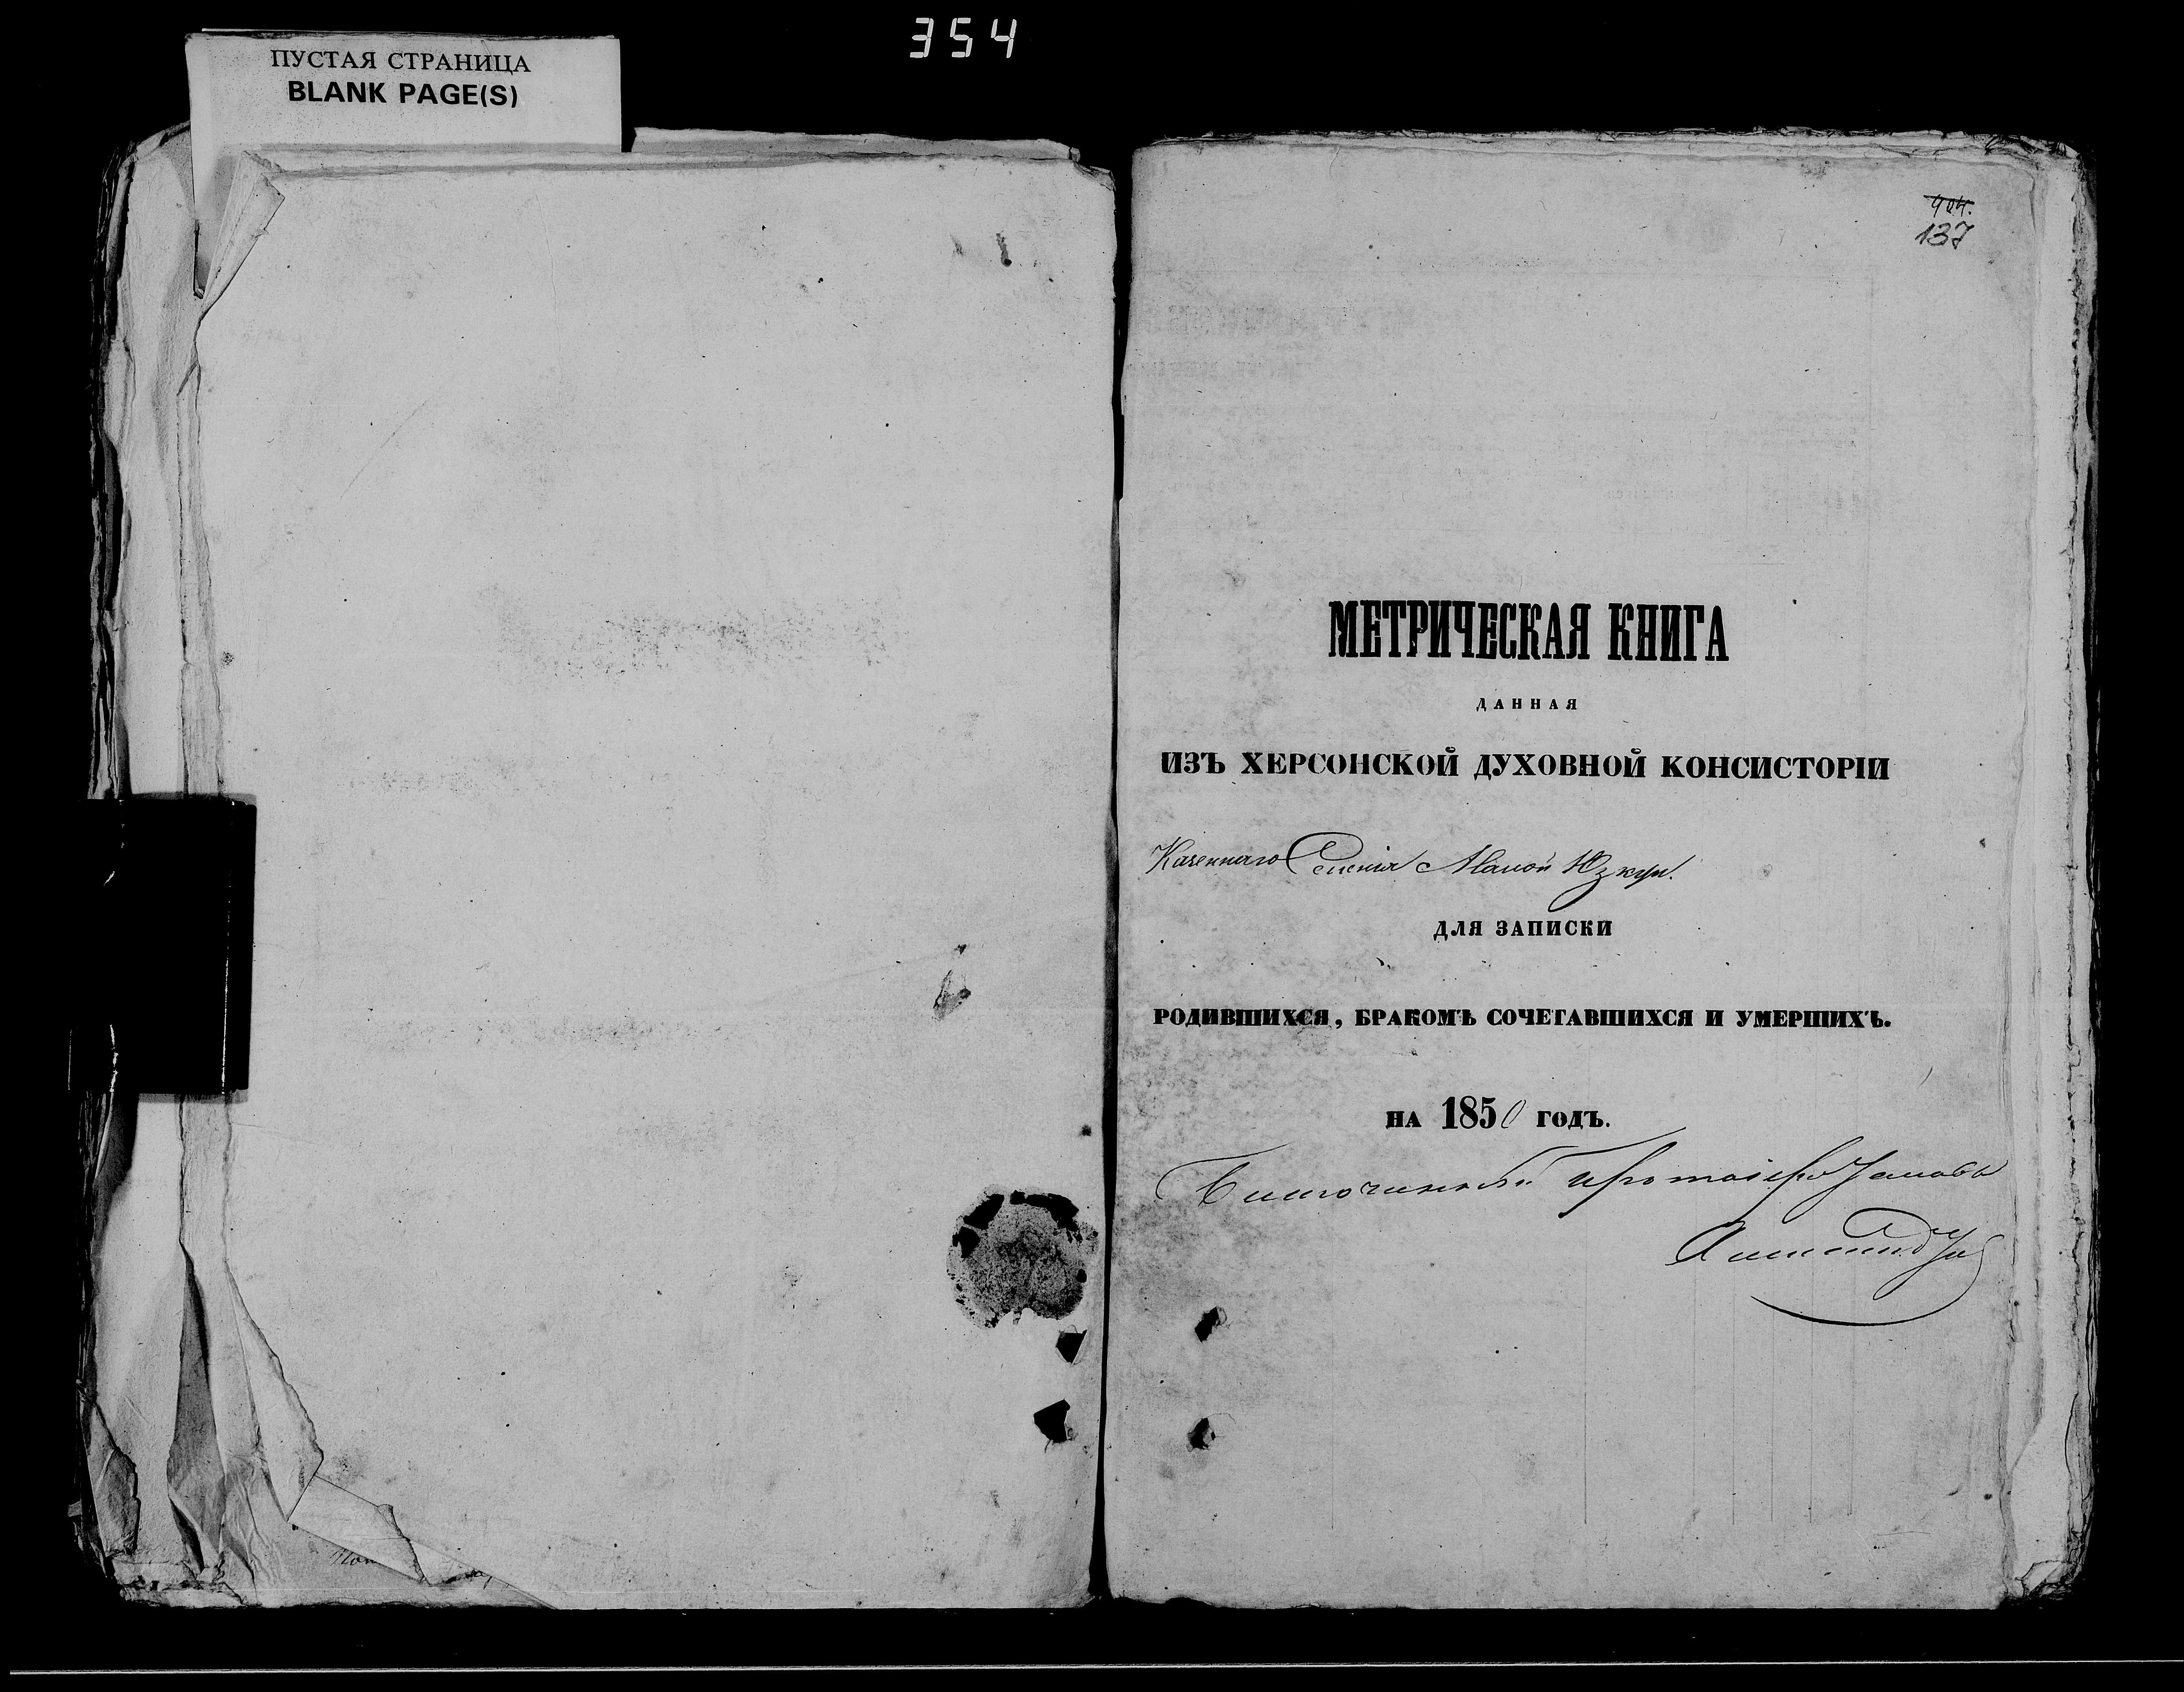 354
ПУСТАЯ СТРАНИЦА
BLANK PAGE(S)
137
МЕТРИЧЕСКАЯ КНИГА
ДАННАЯ
ИЗЪ ХЕРСОНСКОЙ ДУХОВНОЙ КОНСИСТОРІИ
Казеннаго Селенія Малой
ДЛЯ ЗАПИСКИ
РОДИВШИХСЯ, БРАКОМЪ СОЧЕТАВШИХСЯ И УМЕРШИХЪ.
НА 1850 ГОДЪ.